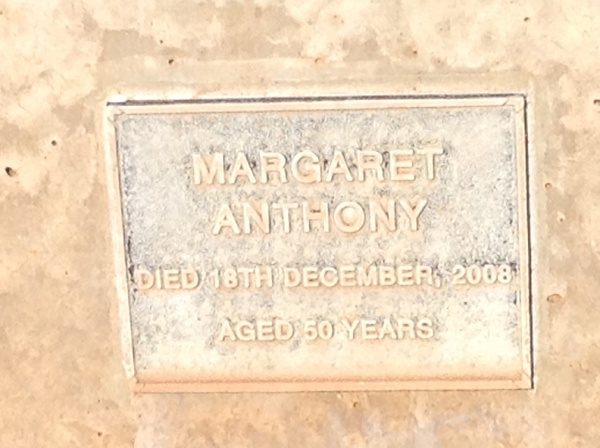 MARGARET
ANTHONY
DIED 18TH DECEMBER, 2008
AGED 50 YEARS